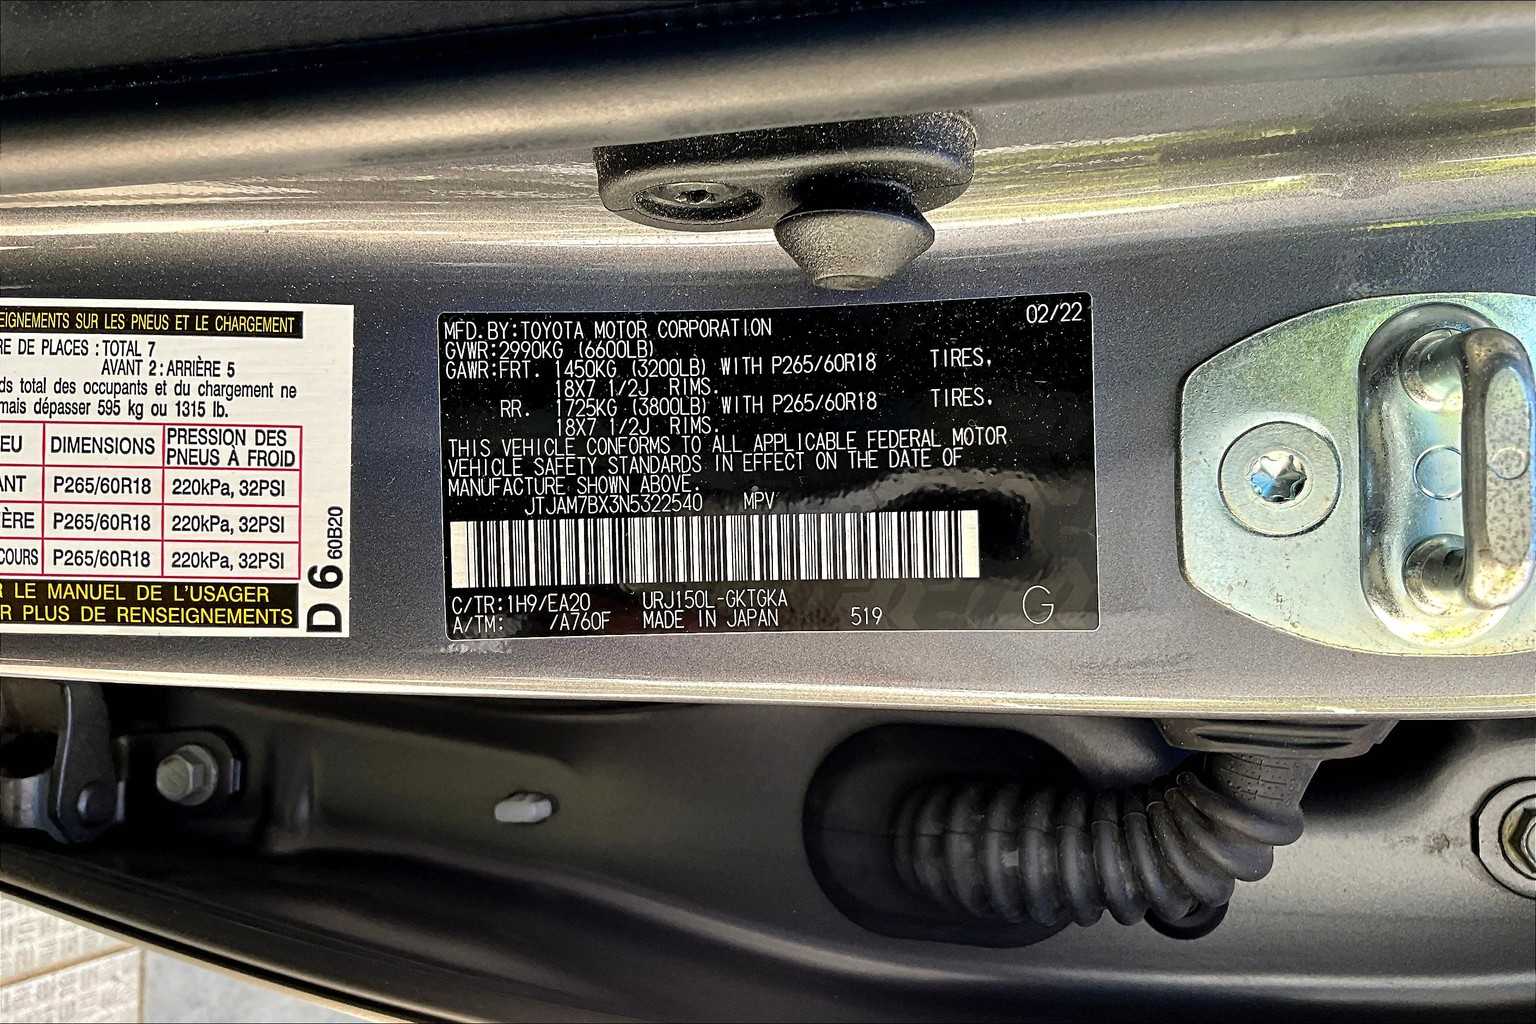 EIGNEMENTS SUR LES PNEUS ET LE CHARGEMENT
RE DE PLACES : TOTAL 7
AVANT 2 : ARRIÈRE 5
ds total des occupants et du chargement ne
mais dépasser 595 kg ou 1315 lb.
EU DIMENSIONS PRESSION DES PNEUS À FROID
ANT P265/60R18 220kPa, 32PSI
IÈRE P265/60R18 220kPa, 32PSI
COURS P265/60R18 220kPa, 32PSI
R LE MANUEL DE L'USAGER
R PLUS DE RENSEIGNEMENTS
D 6 60B20
02/22
MFD. BY: TOYOTA MOTOR CORPORATION
GVWR: 2990KG (6600LB)
GAWR: FRT. 1450KG (3200LB) WITH P265/60R18 TIRES,
18X7 1/2J RIMS.
RR. 1725KG (3800LB) WITH P265/60R18 TIRES,
18X7 1/2J RIMS.
THIS VEHICLE CONFORMS TO ALL APPLICABLE FEDERAL MOTOR
VEHICLE SAFETY STANDARDS IN EFFECT ON THE DATE OF
MANUFACTURE SHOWN ABOVE.
JTJAM7BX3N5322540 MPV
C/TR: 1H9/EA20 URJ150L-GKTGKA
A/TM: /A760F MADE IN JAPAN 519 G